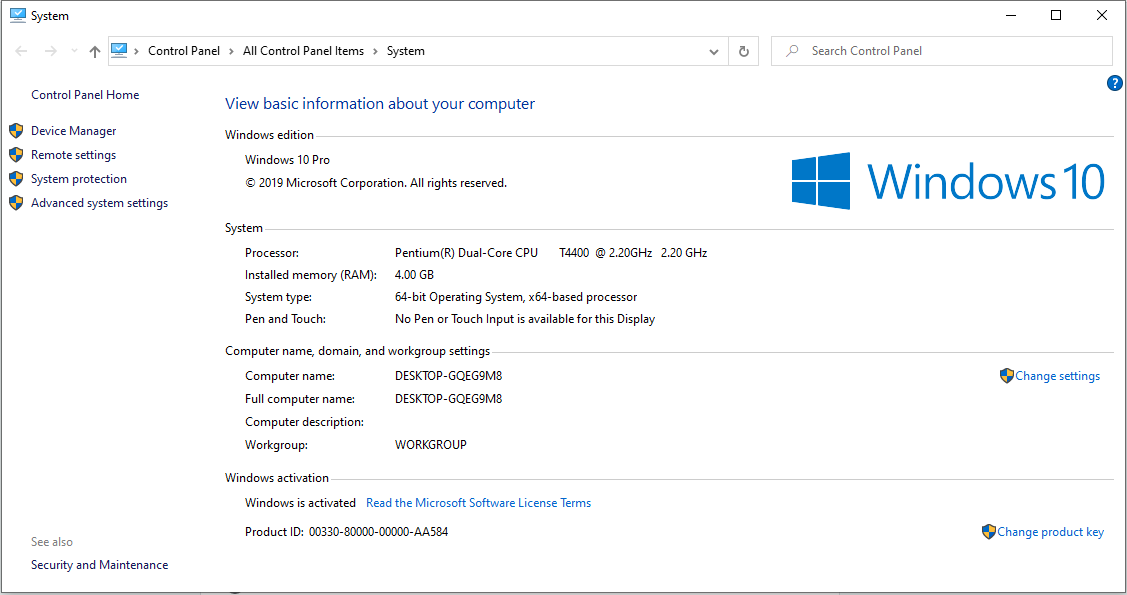 System
Control Panel > All Control Panel Items > System
Search Control Panel
?
Control Panel Home
Device Manager
Remote settings
System protection
Advanced system settings
See also
Security and Maintenance
View basic information about your computer
Windows edition
Windows 10 Pro
© 2019 Microsoft Corporation. All rights reserved.
Windows 10
System
Processor: Pentium(R) Dual-Core CPU T4400 @ 2.20GHz 2.20 GHz
Installed memory (RAM): 4.00 GB
System type: 64-bit Operating System, x64-based processor
Pen and Touch: No Pen or Touch Input is available for this Display
Computer name, domain, and workgroup settings
Computer name: DESKTOP-GQEG9M8 Change settings
Full computer name: DESKTOP-GQEG9M8
Computer description:
Workgroup: WORKGROUP
Windows activation
Windows is activated Read the Microsoft Software License Terms
Product ID: 00330-80000-00000-AA584 Change product key